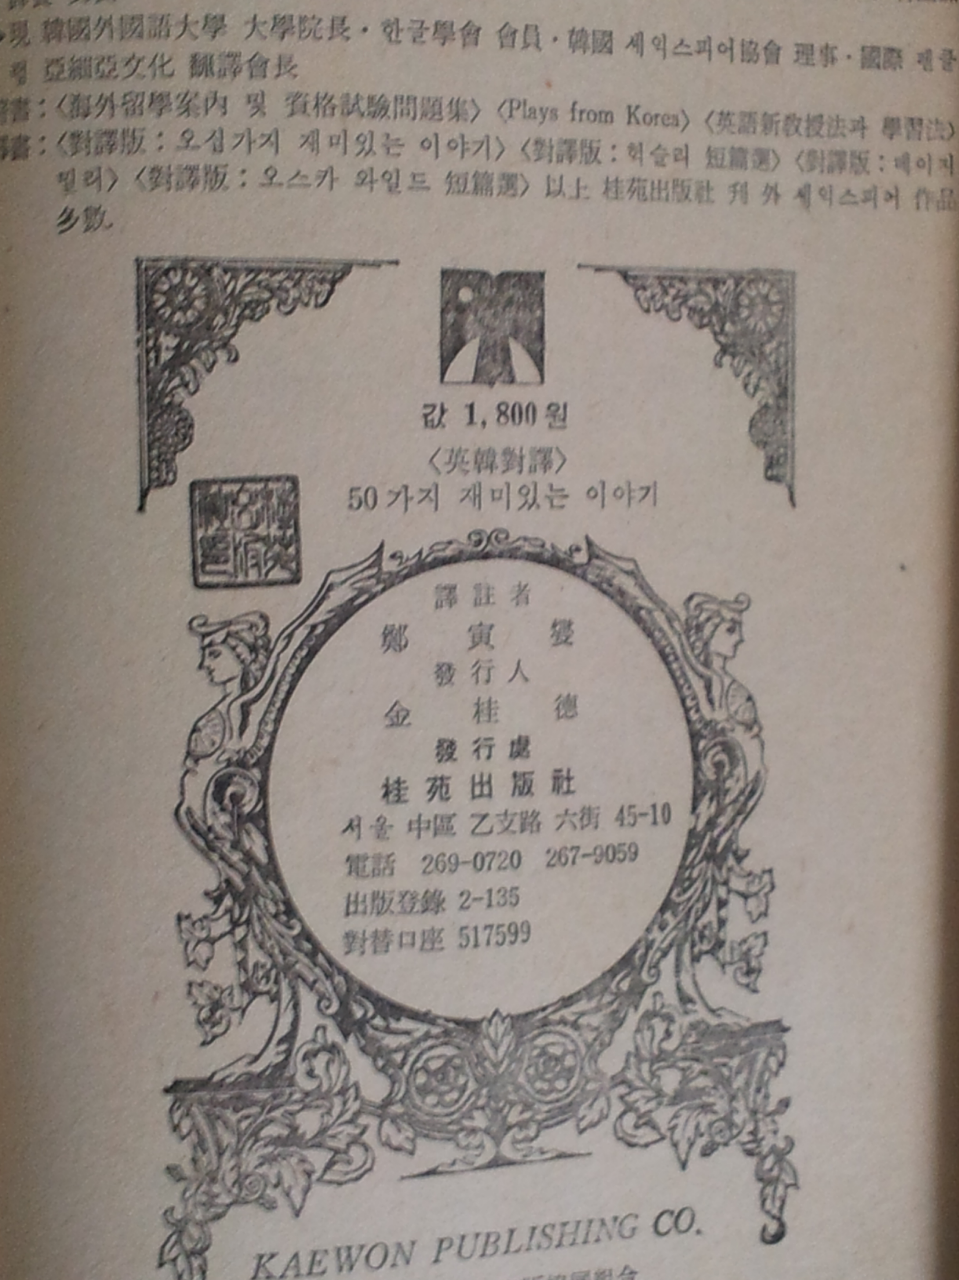 現 韓國外國語大學 大學院長·한글學會 會員·韓國 셰익스피어協會 理事·國際 펜클
럽 亞細亞文化 飜譯會長
著書：〈海外留學案內 및 資格試驗問題集〉 〈Plays from Korea〉 〈英語新敎授法과 學習法〉
譯書：〈對譯版：오십가지 재미있는 이야기〉 〈對譯版：헉슬리 短篇選〉 〈對譯版：데이지
밀러〉 〈對譯版：오스카 와일드 短篇選〉 以上 桂苑出版社 刊 外 셰익스피어 作品
多數.
값 1,800원
〈英韓對譯〉
50가지 재미있는 이야기
譯註者
鄭寅燮
發行人
金桂德
發行處
桂苑出版社
서울 中區 乙支路 六街 45-10
電話 269-0720 267-9059
出版登錄 2-135
對替口座 517599
KAEWON PUBLISHING CO.